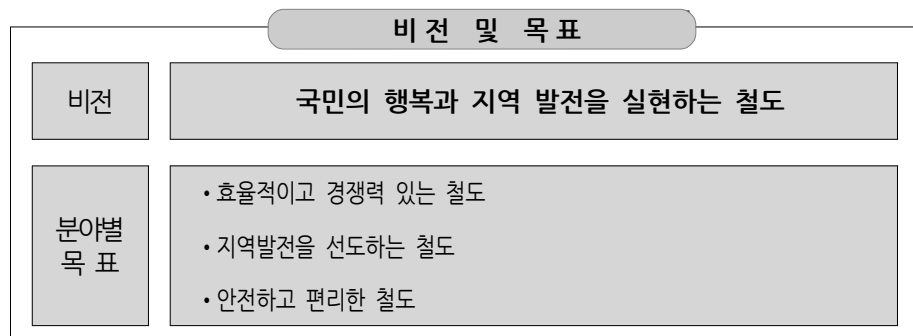 비전 및 목표
비전
국민의 행복과 지역 발전을 실현하는 철도
분야별
목 표
• 효율적이고 경쟁력 있는 철도
• 지역발전을 선도하는 철도
• 안전하고 편리한 철도